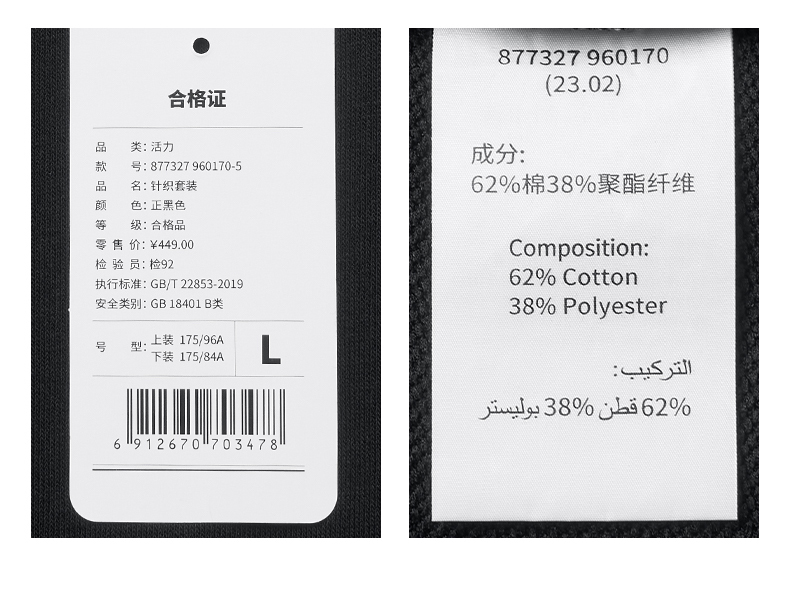 合格证
品 类: 活力
款 号: 877327 960170-5
品 名: 针织套装
颜 色: 正黑色
等 级: 合格品
零 售 价: ¥449.00
检 验 员: 检92
执行标准: GB/T 22853-2019
安全类别: GB 18401 B类
号 型: 上装 175/96A
下装 175/84A
L
6 912670 703478
877327 960170
(23.02)
成分:
62%棉38%聚酯纤维
Composition:
62% Cotton
38% Polyester
التركيب:
62% قطن 38% بوليستر